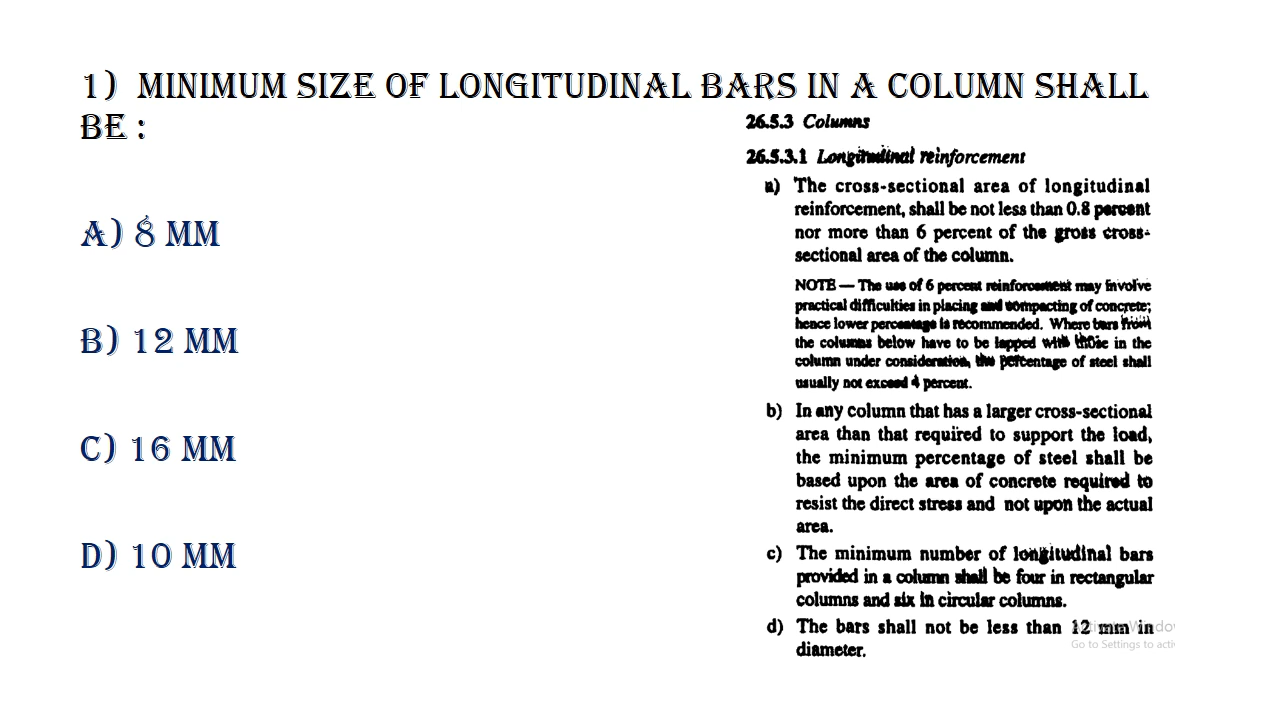 1) MINIMUM SIZE OF LONGITUDINAL BARS IN A COLUMN SHALL
BE :
A) 8 MM
B) 12 MM
C) 16 MM
D) 10 MM
26.5.3 Columns
26.5.3.1 Longitudinal reinforcement
a) The cross-sectional area of longitudinal
reinforcement, shall be not less than 0.8 percent
nor more than 6 percent of the gross cross-
sectional area of the column.
NOTE — The use of 6 percent reinforcement may involve
practical difficulties in placing and compacting of concrete;
hence lower percentage is recommended. Where bars from
the columns below have to be lapped with those in the
column under consideration, the percentage of steel shall
usually not exceed 4 percent.
b) In any column that has a larger cross-sectional
area than that required to support the load,
the minimum percentage of steel shall be
based upon the area of concrete required to
resist the direct stress and not upon the actual
area.
c) The minimum number of longitudinal bars
provided in a column shall be four in rectangular
columns and six in circular columns.
d) The bars shall not be less than 12 mm in
diameter.
Activate Windo
Go to Settings to acti